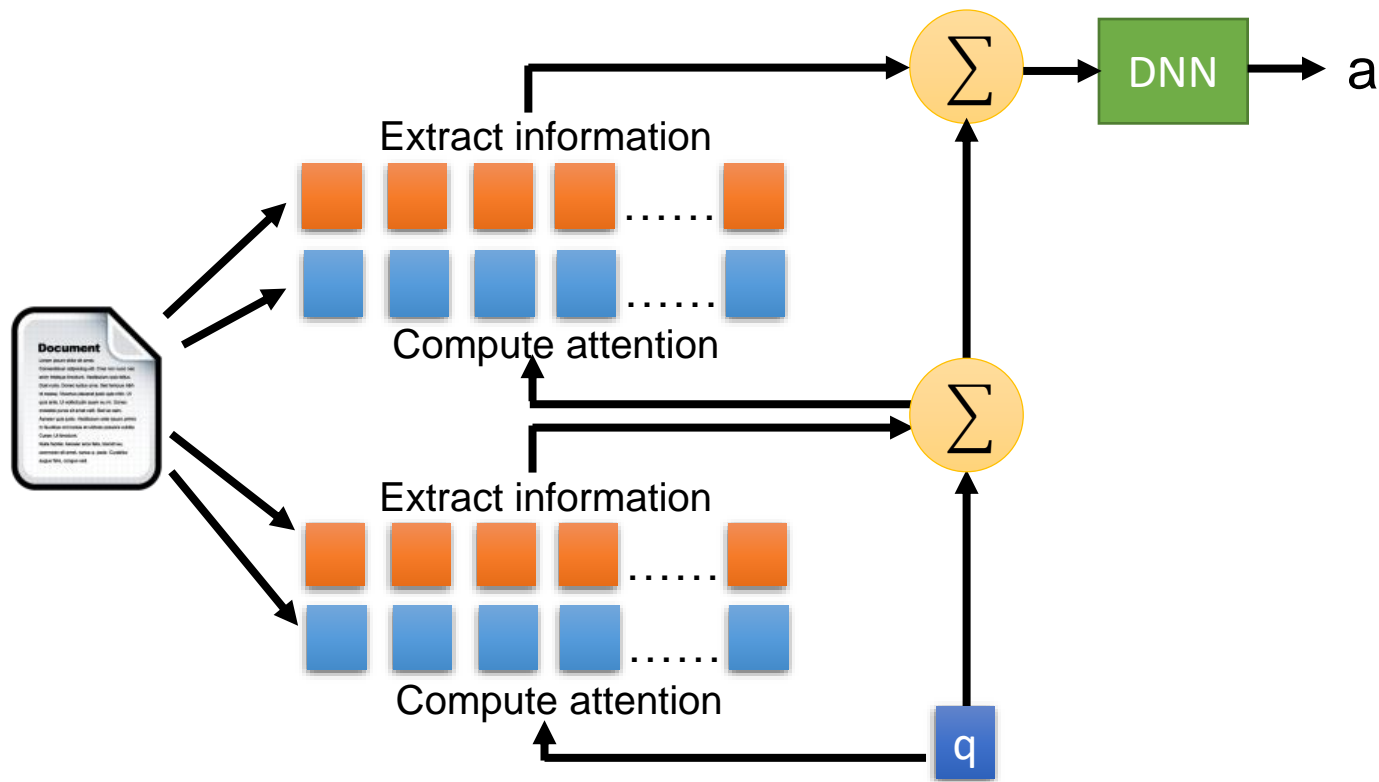 ∑
DNN
a
Extract information
......
......
Compute attention
Document
∑
Extract information
......
......
Compute attention
q